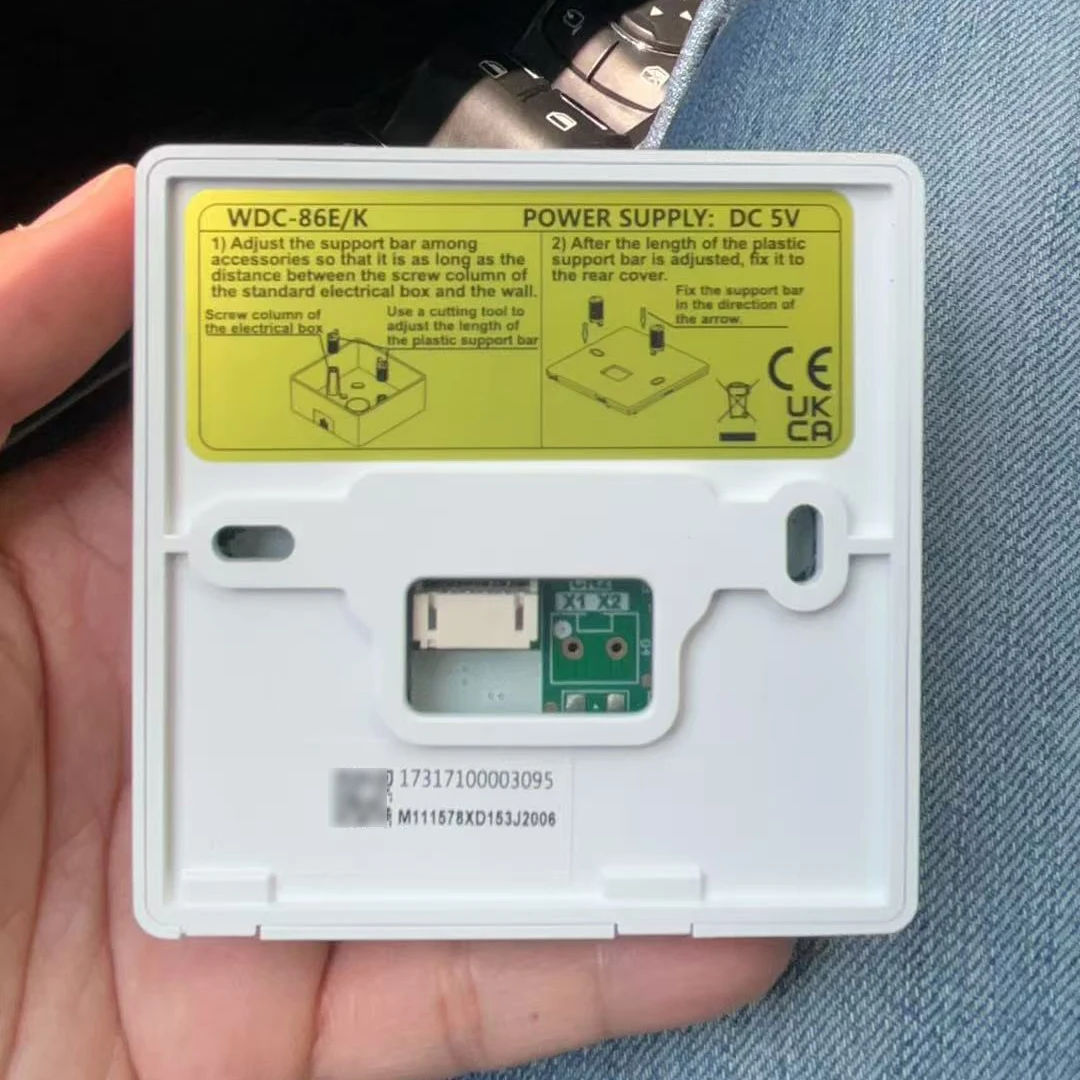 WDC-86E/K
POWER SUPPLY: DC 5V
1) Adjust the support bar among
accessories so that it is as long as the
distance between the screw column of
the standard electrical box and the wall.
Screw column of
the electrical box
Use a cutting tool to
adjust the length of
the plastic support bar
2) After the length of the plastic
support bar is adjusted, fix it to
the rear cover.
Fix the support bar
in the direction of
the arrow.
CE
UK
CA
X1 X2
17317100003095
M111578XD153J2006